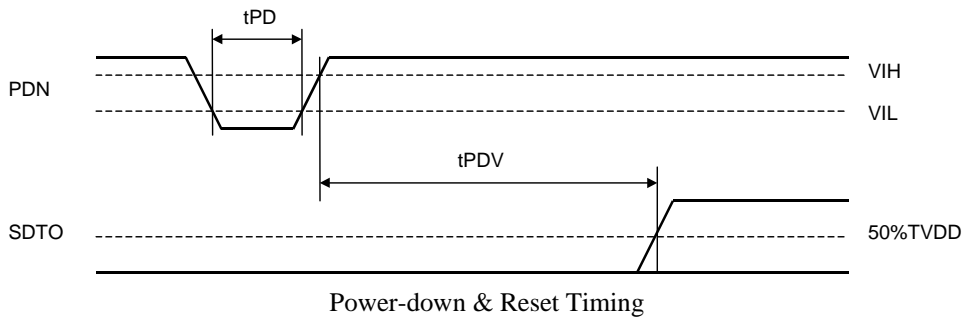 tPD
VIH
PDN
VIL
tPDV
SDTO
50%TVDD
Power-down & Reset Timing